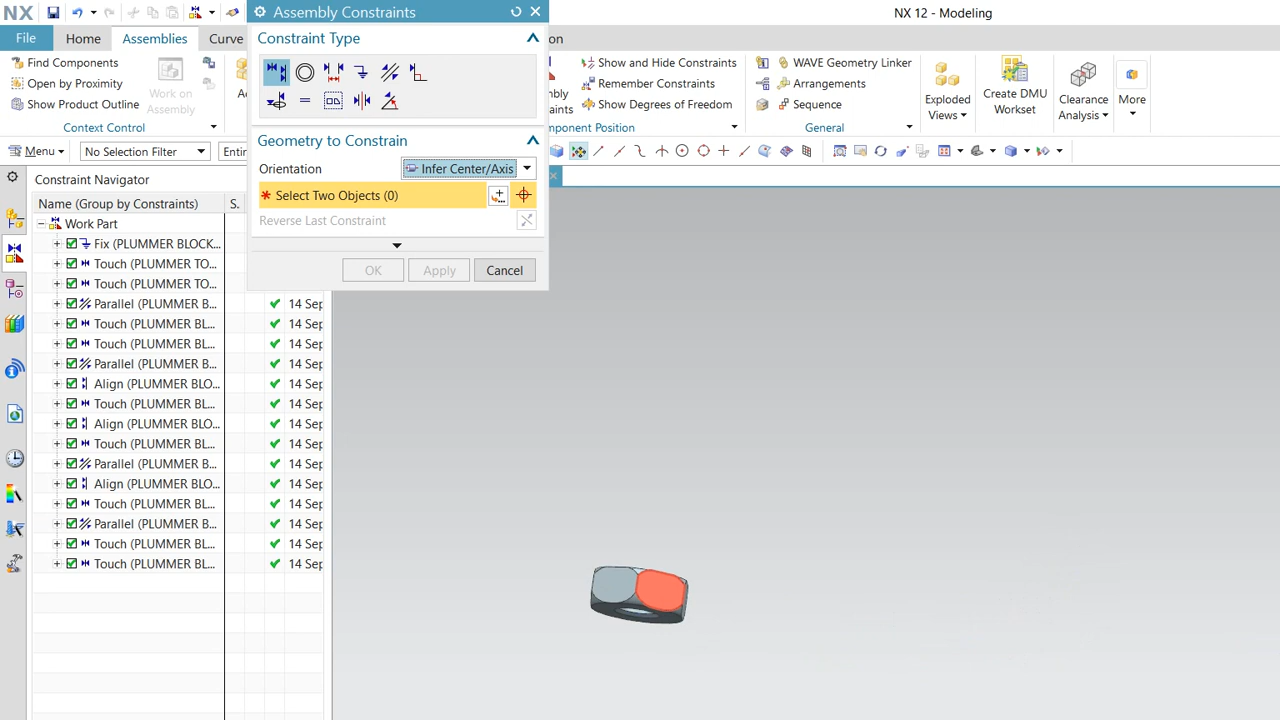 NX
Assembly Constraints
NX 12 - Modeling
File
Home
Assemblies
Curve
on
Constraint Type
Find Components
Open by Proximity
Show Product Outline
Work on
Assembly
Context Control
Show and Hide Constraints
Remember Constraints
Show Degrees of Freedom
WAVE Geometry Linker
Arrangements
Sequence
General
Exploded
Views
Create DMU
Workset
Clearance
Analysis
More
Menu
No Selection Filter
Entir
Geometry to Constrain
Orientation
Infer Center/Axis
* Select Two Objects (0)
Reverse Last Constraint
OK
Apply
Cancel
Constraint Navigator
Name (Group by Constraints)
S.
Work Part
Fix (PLUMMER BLOCK...
Touch (PLUMMER TO...
Touch (PLUMMER TO...
Parallel (PLUMMER B... 14 Sep
Touch (PLUMMER BL... 14 Sep
Touch (PLUMMER BL... 14 Sep
Parallel (PLUMMER B... 14 Sep
Align (PLUMMER BLO... 14 Sep
Touch (PLUMMER BL... 14 Sep
Align (PLUMMER BLO... 14 Sep
Touch (PLUMMER BL... 14 Sep
Parallel (PLUMMER B... 14 Sep
Align (PLUMMER BLO... 14 Sep
Touch (PLUMMER BL... 14 Sep
Parallel (PLUMMER B... 14 Sep
Touch (PLUMMER BL... 14 Sep
Touch (PLUMMER BL... 14 Sep